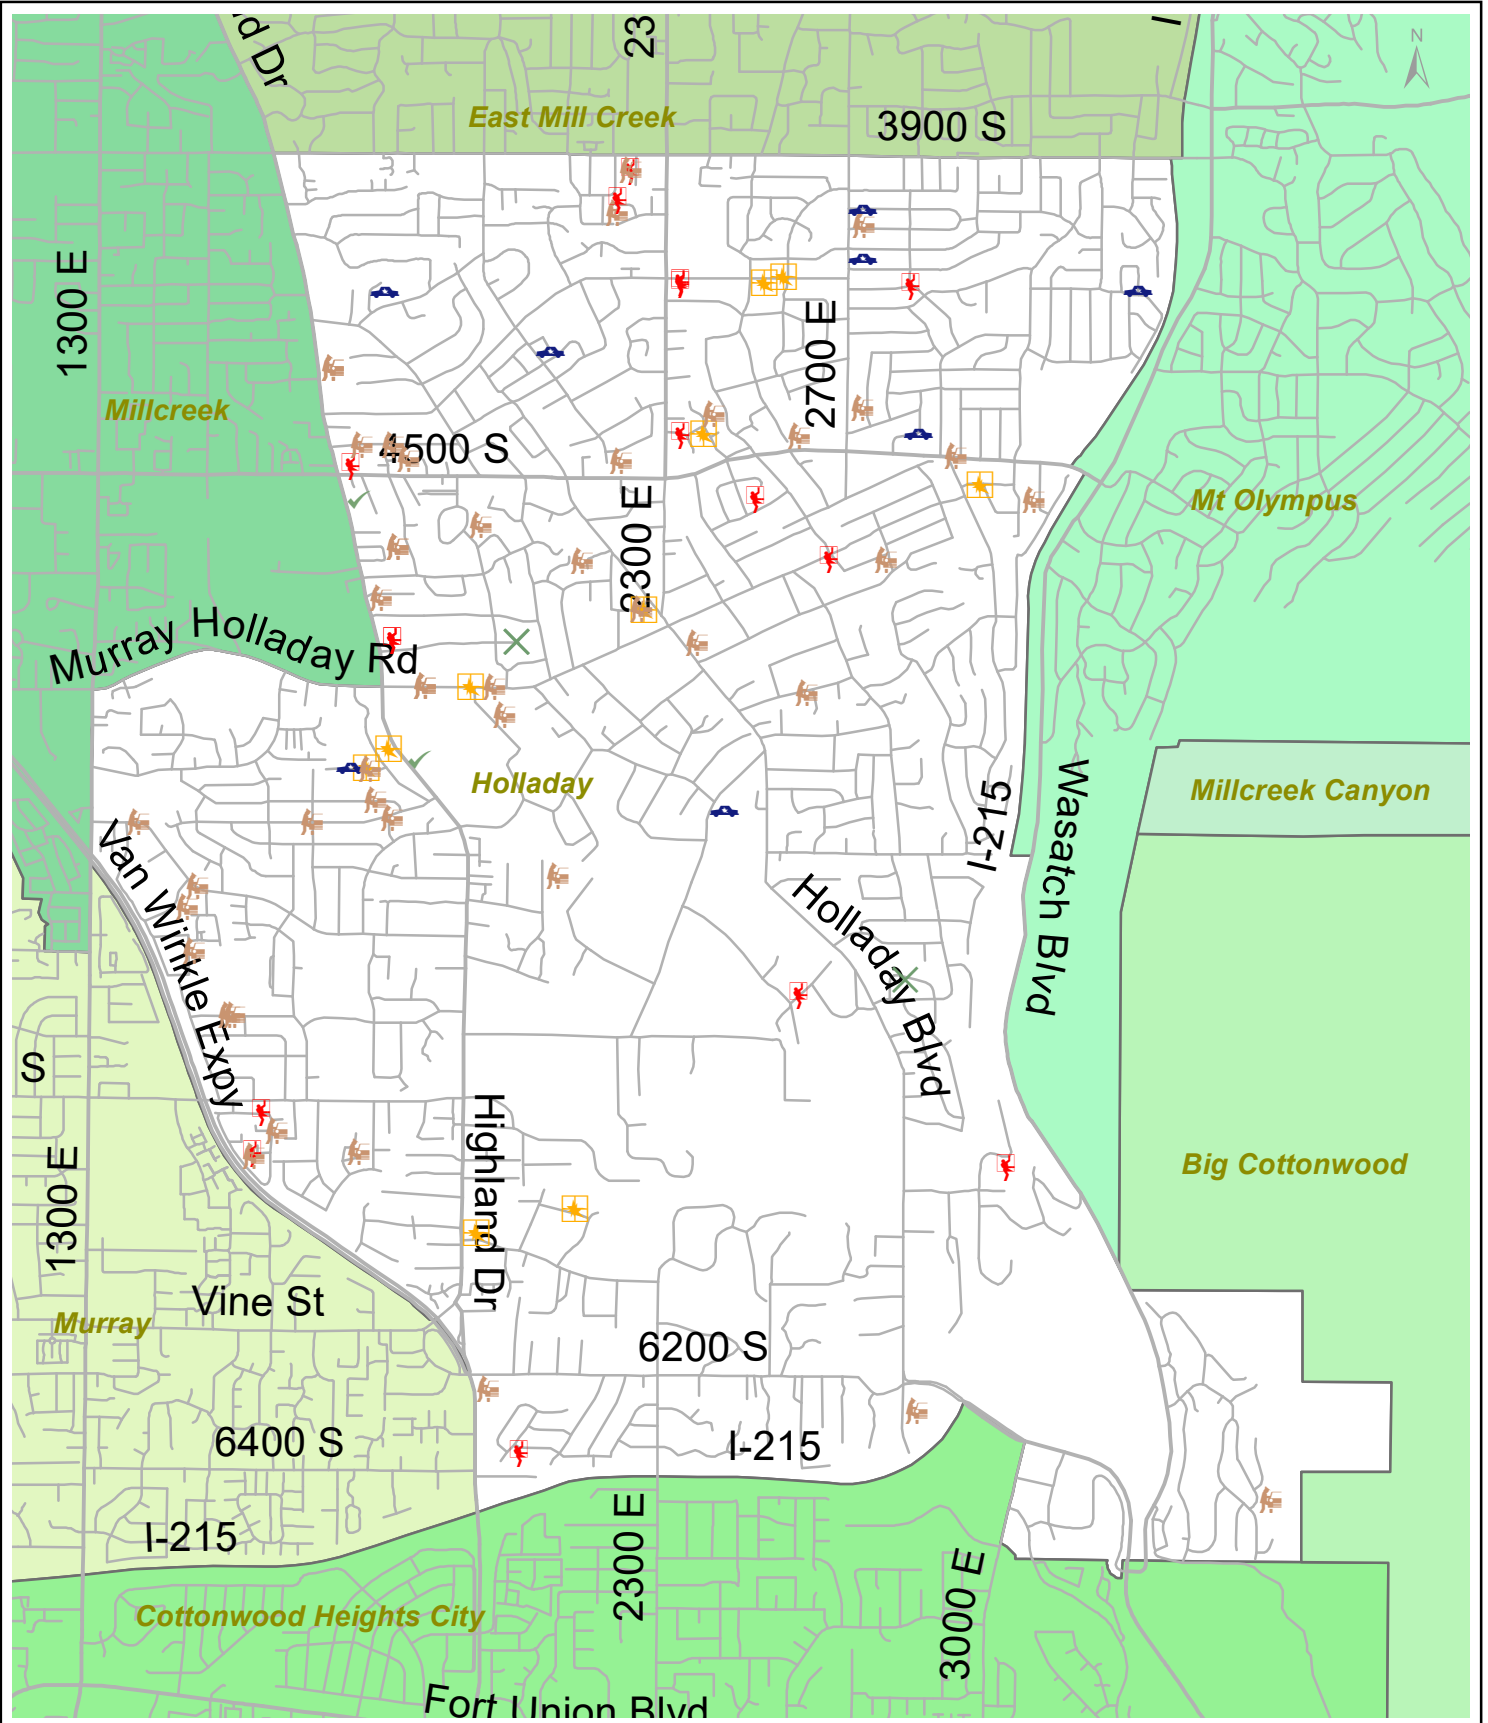 d Dr
23
N
East Mill Creek
3900 S
1300 E
2700 E
Millcreek
4500 S
2300 E
Mt Olympus
Murray Holladay Rd
Holladay
I-215
Wasatch Blvd
Millcreek Canyon
Van Winkle Expy
Holladay Blvd
S
Highland Dr
1300 E
Big Cottonwood
Vine St
Murray
6200 S
6400 S
I-215
I-215
2300 E
3000 E
Cottonwood Heights City
Fort Union Blvd